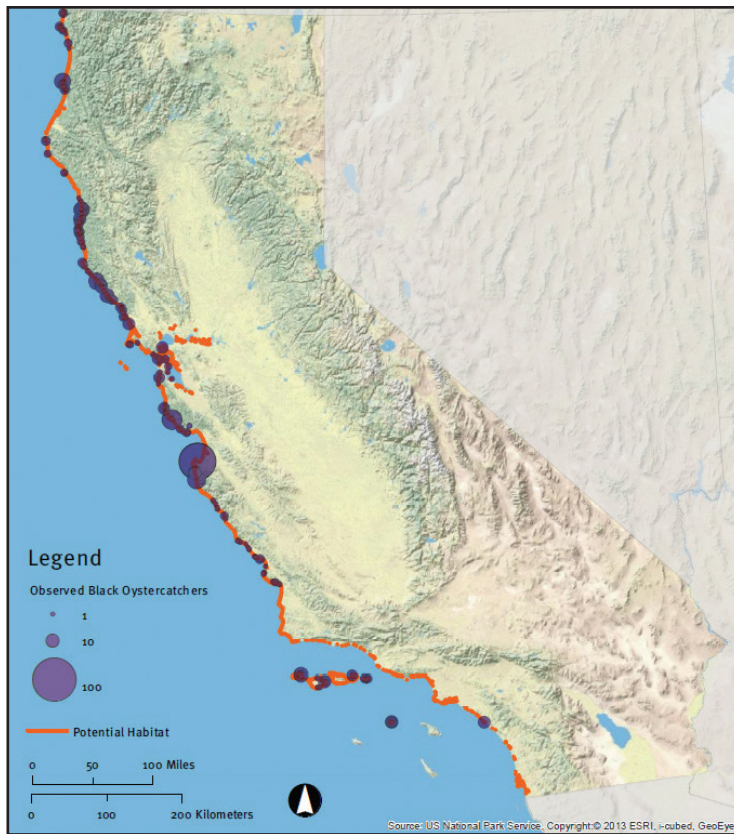 Legend
Observed Black Oystercatchers
1
10
100
Potential Habitat
0 50 100 Miles
0 100 200 Kilometers
Source: US National Park Service, Copyright:© 2013 ESRI, i-cubed, GeoEye